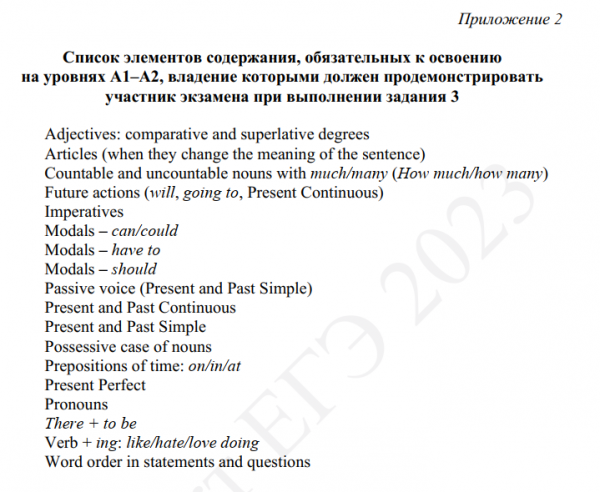 Приложение 2
Список элементов содержания, обязательных к освоению
на уровнях А1–А2, владение которыми должен продемонстрировать
участник экзамена при выполнении задания 3
Adjectives: comparative and superlative degrees
Articles (when they change the meaning of the sentence)
Countable and uncountable nouns with much/many (How much/how many)
Future actions (will, going to, Present Continuous)
Imperatives
Modals – can/could
Modals – have to
Modals – should
Passive voice (Present and Past Simple)
Present and Past Continuous
Present and Past Simple
Possessive case of nouns
Prepositions of time: on/in/at
Present Perfect
Pronouns
There + to be
Verb + ing: like/hate/love doing
Word order in statements and questions
ЕГЭ 2023